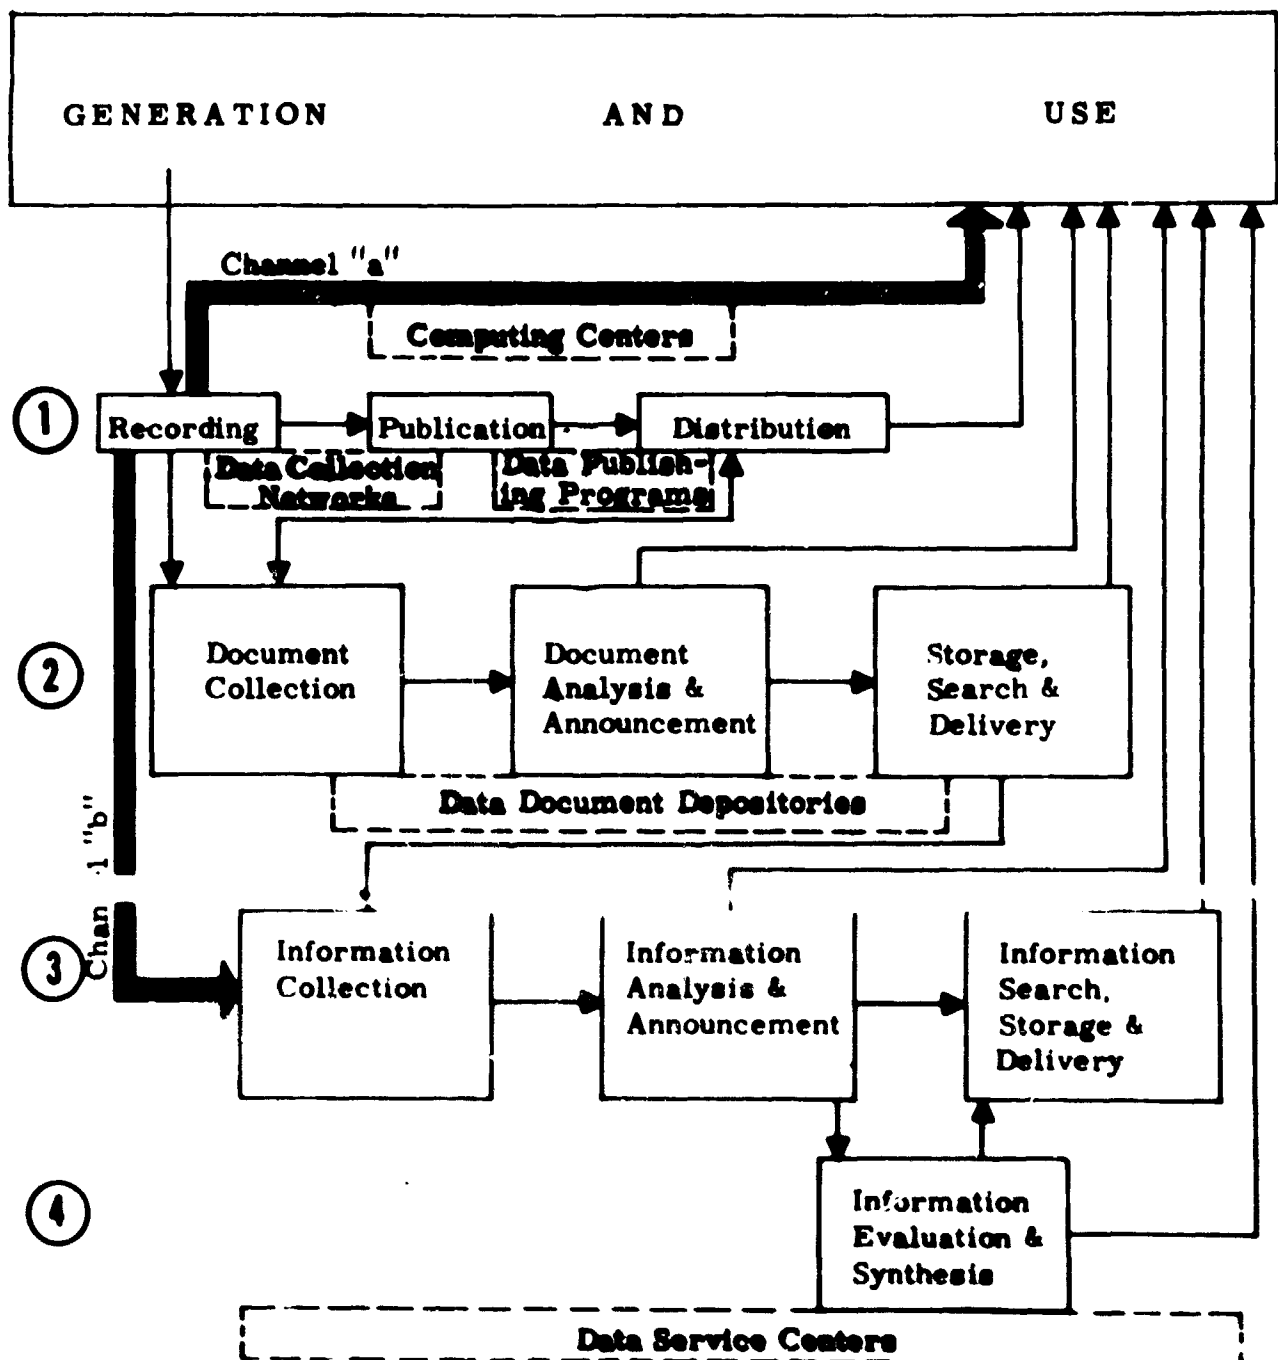 GENERATION AND USE
Channel "a"
Computing Centers
1
Recording
Publication
Distribution
Data Collection
Networks
Data Publish-
ing Programs
2
Document
Collection
Document
Analysis &
Announcement
Storage,
Search &
Delivery
Data Document Depositories
Chan l "b"
3
Information
Collection
Information
Analysis &
Announcement
Information
Search,
Storage &
Delivery
4
Information
Evaluation &
Synthesis
Data Service Centers